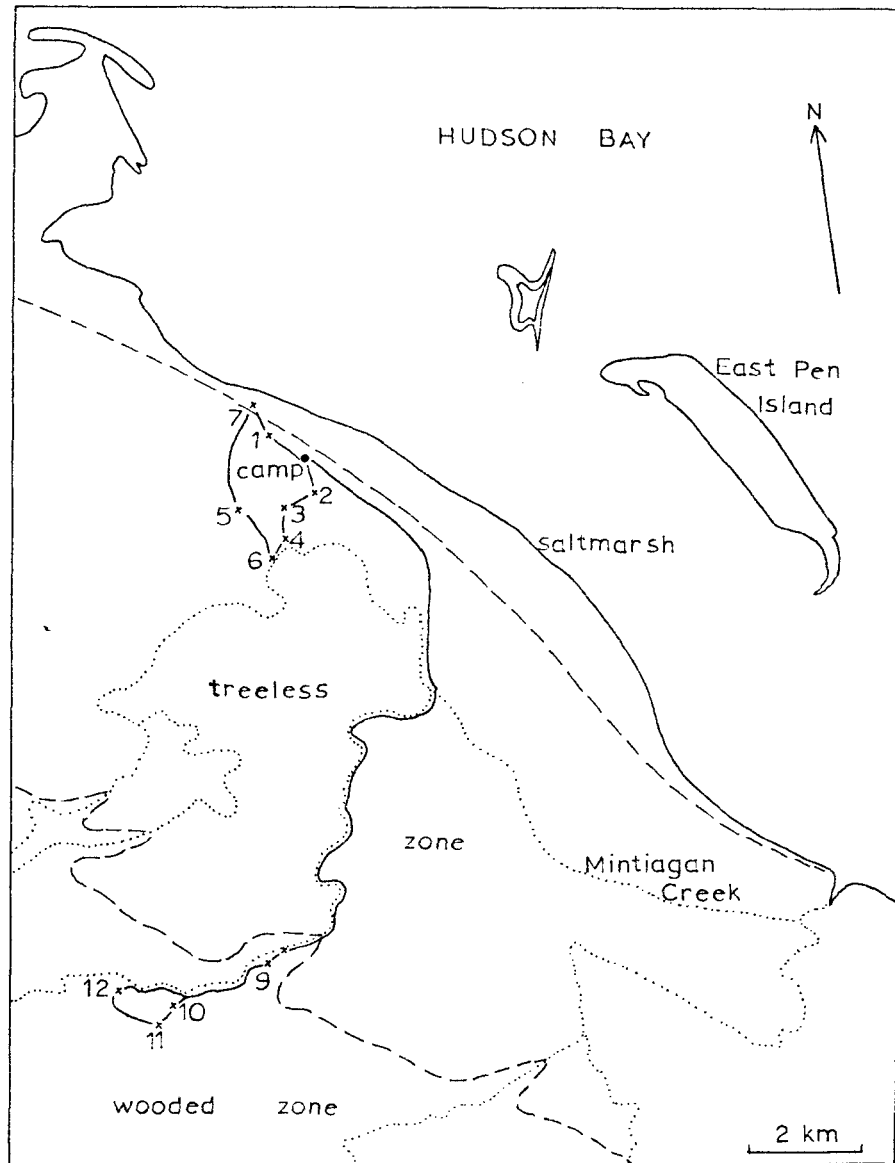 N
HUDSON BAY
East Pen
Island
7
1
camp
2
3
5
4
6
saltmarsh
treeless
zone
Mintiagan
Creek
9
12
10
11
wooded zone
2 km